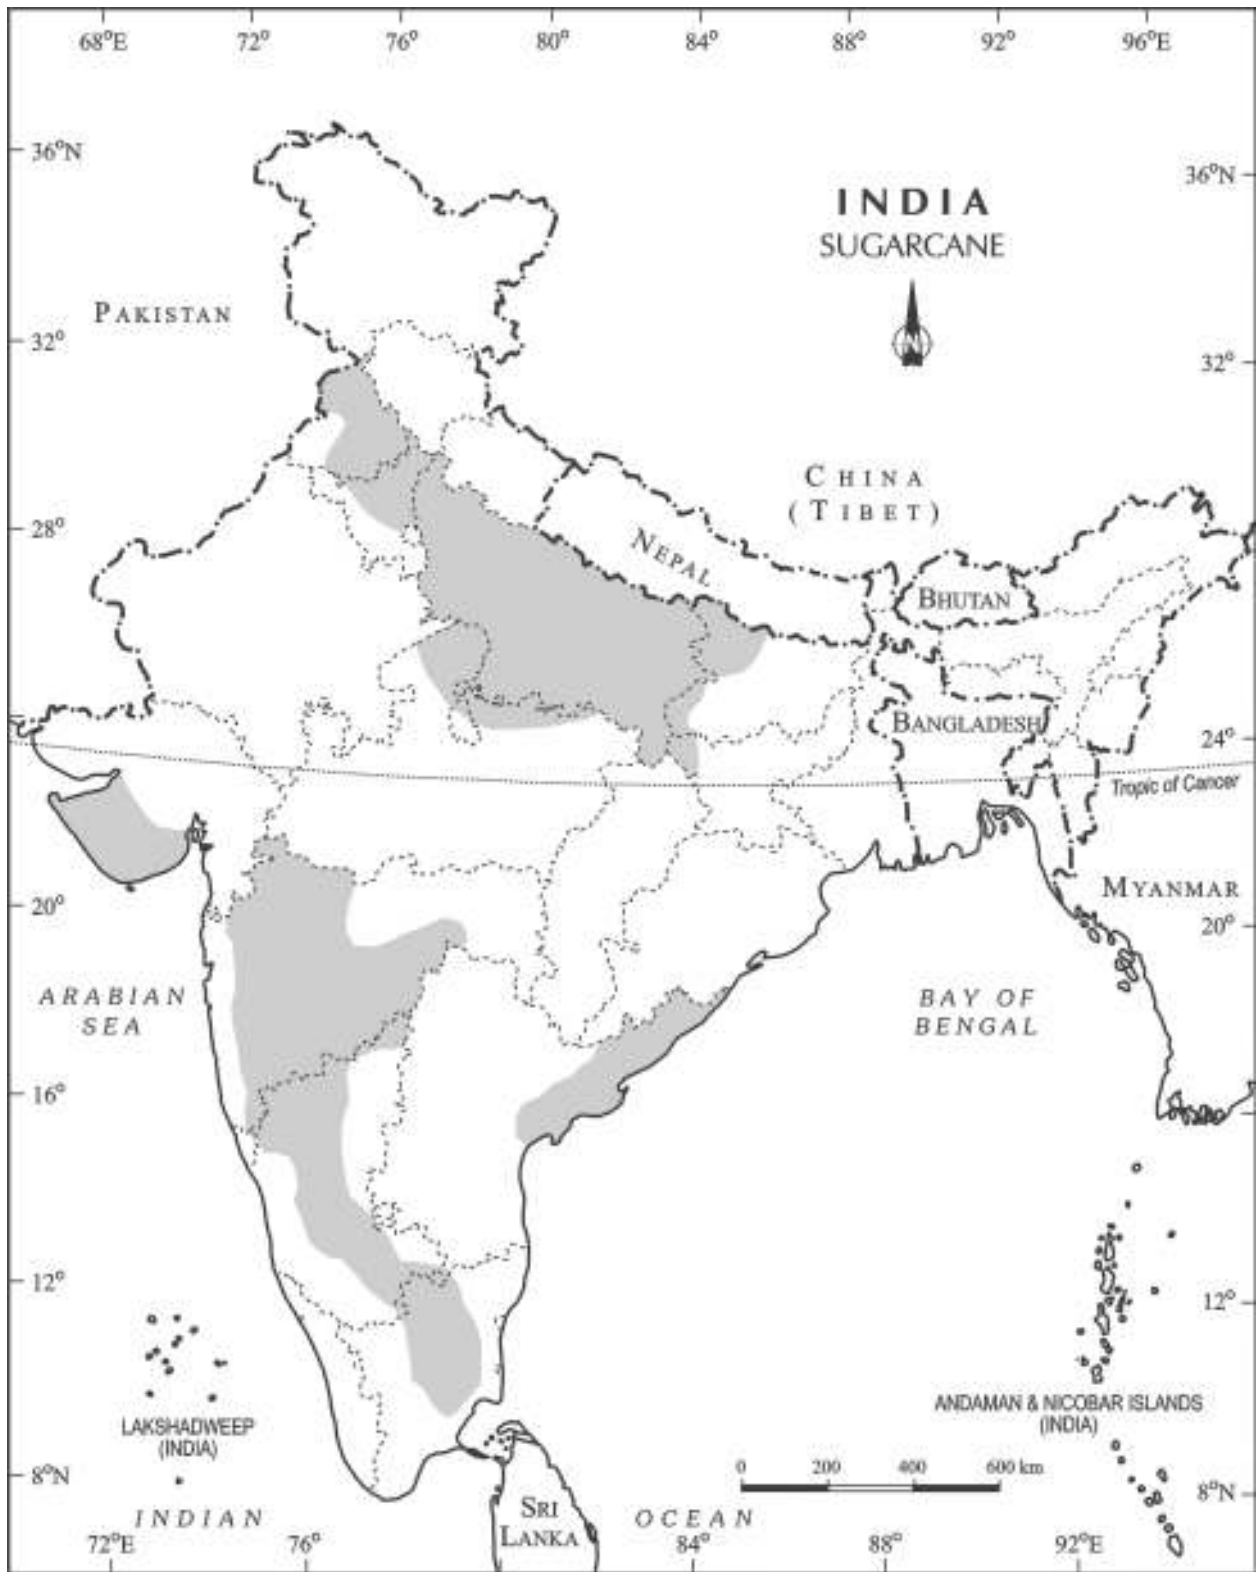 68°E 72° 76° 80° 84° 88° 92° 96°E
36°N
36°N
INDIA
SUGARCANE
N
PAKISTAN
32°
32°
CHINA
(TIBET)
28°
28°
NEPAL
BHUTAN
BANGLADESH
24°
Tropic of Cancer
MYANMAR
20°
20°
ARABIAN
SEA
BAY OF
BENGAL
16°
16°
12°
12°
LAKSHADWEEP
(INDIA)
ANDAMAN & NICOBAR ISLANDS
(INDIA)
0 200 400 600 km
8°N
8°N
SRI
LANKA
INDIAN OCEAN
72°E 76° 80° 84° 88° 92°E